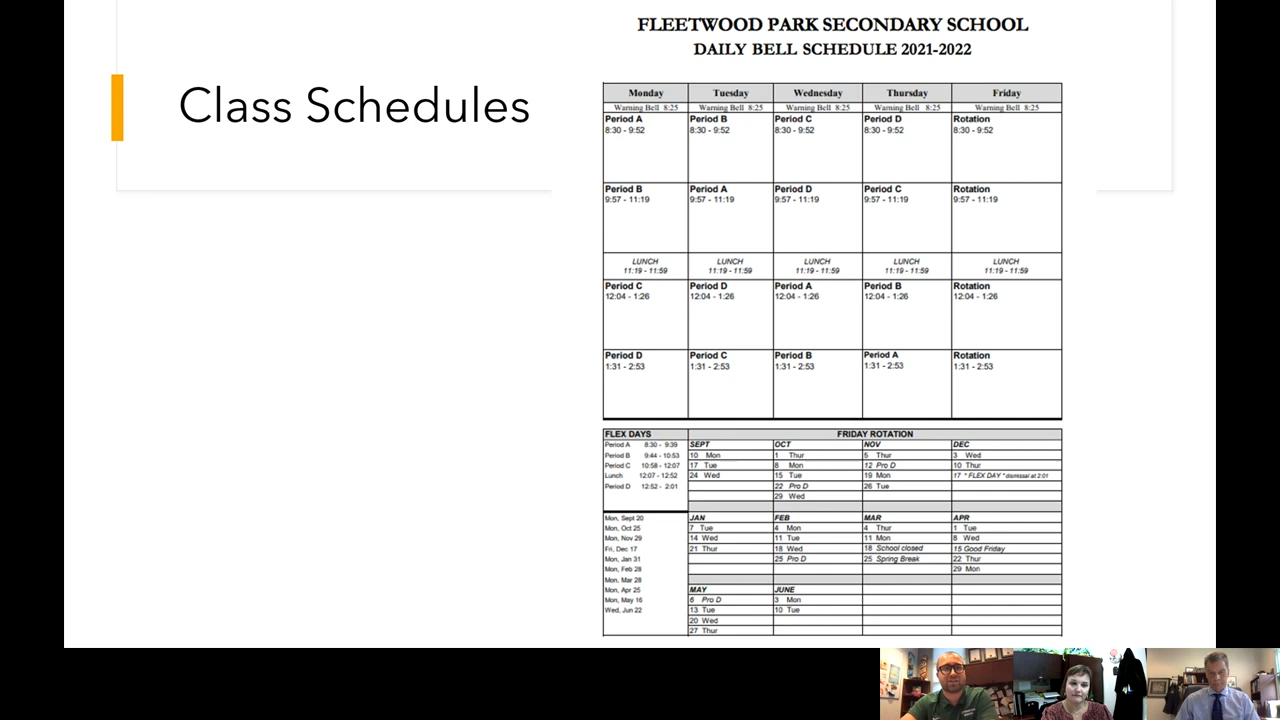 Class Schedules
FLEETWOOD PARK SECONDARY SCHOOL
DAILY BELL SCHEDULE 2021-2022
Monday Tuesday Wednesday Thursday Friday
Warning Bell 8:25 Warning Bell 8:25 Warning Bell 8:25 Warning Bell 8:25 Warning Bell 8:25
Period A Period B Period C Period D Rotation
8:30 - 9:52 8:30 - 9:52 8:30 - 9:52 8:30 - 9:52 8:30 - 9:52
Period B Period A Period D Period C Rotation
9:57 - 11:19 9:57 - 11:19 9:57 - 11:19 9:57 - 11:19 9:57 - 11:19
LUNCH LUNCH LUNCH LUNCH LUNCH
11:19 - 11:59 11:19 - 11:59 11:19 - 11:59 11:19 - 11:59 11:19 - 11:59
Period C Period D Period A Period B Rotation
12:04 - 1:26 12:04 - 1:26 12:04 - 1:26 12:04 - 1:26 12:04 - 1:26
Period D Period C Period B Period A Rotation
1:31 - 2:53 1:31 - 2:53 1:31 - 2:53 1:31 - 2:53 1:31 - 2:53
FLEX DAYS
Period A 8:30 - 9:39
Period B 9:44 - 10:53
Period C 10:58 - 12:07
Lunch 12:07 - 12:52
Period D 12:52 - 2:01
Mon, Sept 20
Mon, Oct 25
Mon, Nov 29
Fri, Dec 17
Mon, Jan 31
Mon, Feb 28
Mon, Mar 28
Mon, Apr 25
Mon, May 16
Wed, Jun 22
FRIDAY ROTATION
SEPT OCT NOV DEC
10 Mon 1 Thur 5 Thur 3 Wed
17 Tue 8 Mon 12 Pro D 10 Thur
24 Wed 15 Tue 19 Mon 17 * FLEX DAY * dismissal at 2:01
22 Pro D 26 Tue
29 Wed
JAN FEB MAR APR
7 Tue 4 Mon 4 Thur 1 Tue
14 Wed 11 Tue 11 Mon 8 Wed
21 Thur 18 Wed 18 School closed 15 Good Friday
25 Pro D 25 Spring Break 22 Thur
29 Mon
MAY JUNE
6 Pro D 3 Mon
13 Tue 10 Tue
20 Wed
27 Thur